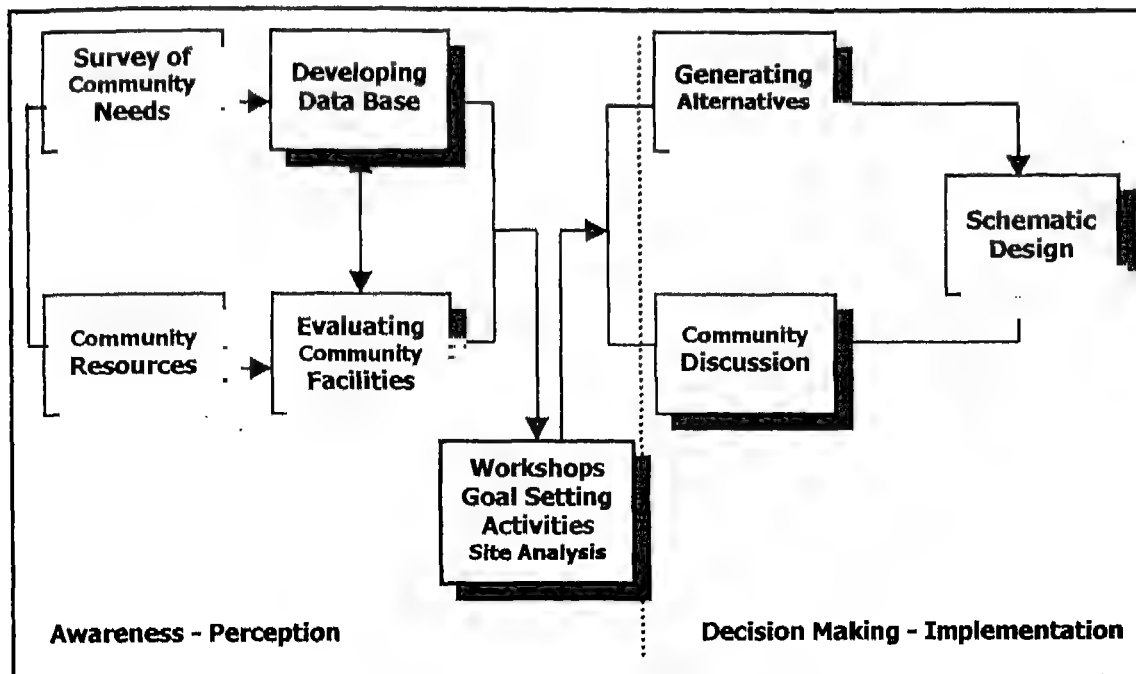 Survey of
Community
Needs
Developing
Data Base
Generating
Alternatives
Schematic
Design
Community
Resources
Evaluating
Community
Facilities
Community
Discussion
Workshops
Goal Setting
Activities
Site Analysis
Awareness - Perception
Decision Making - Implementation